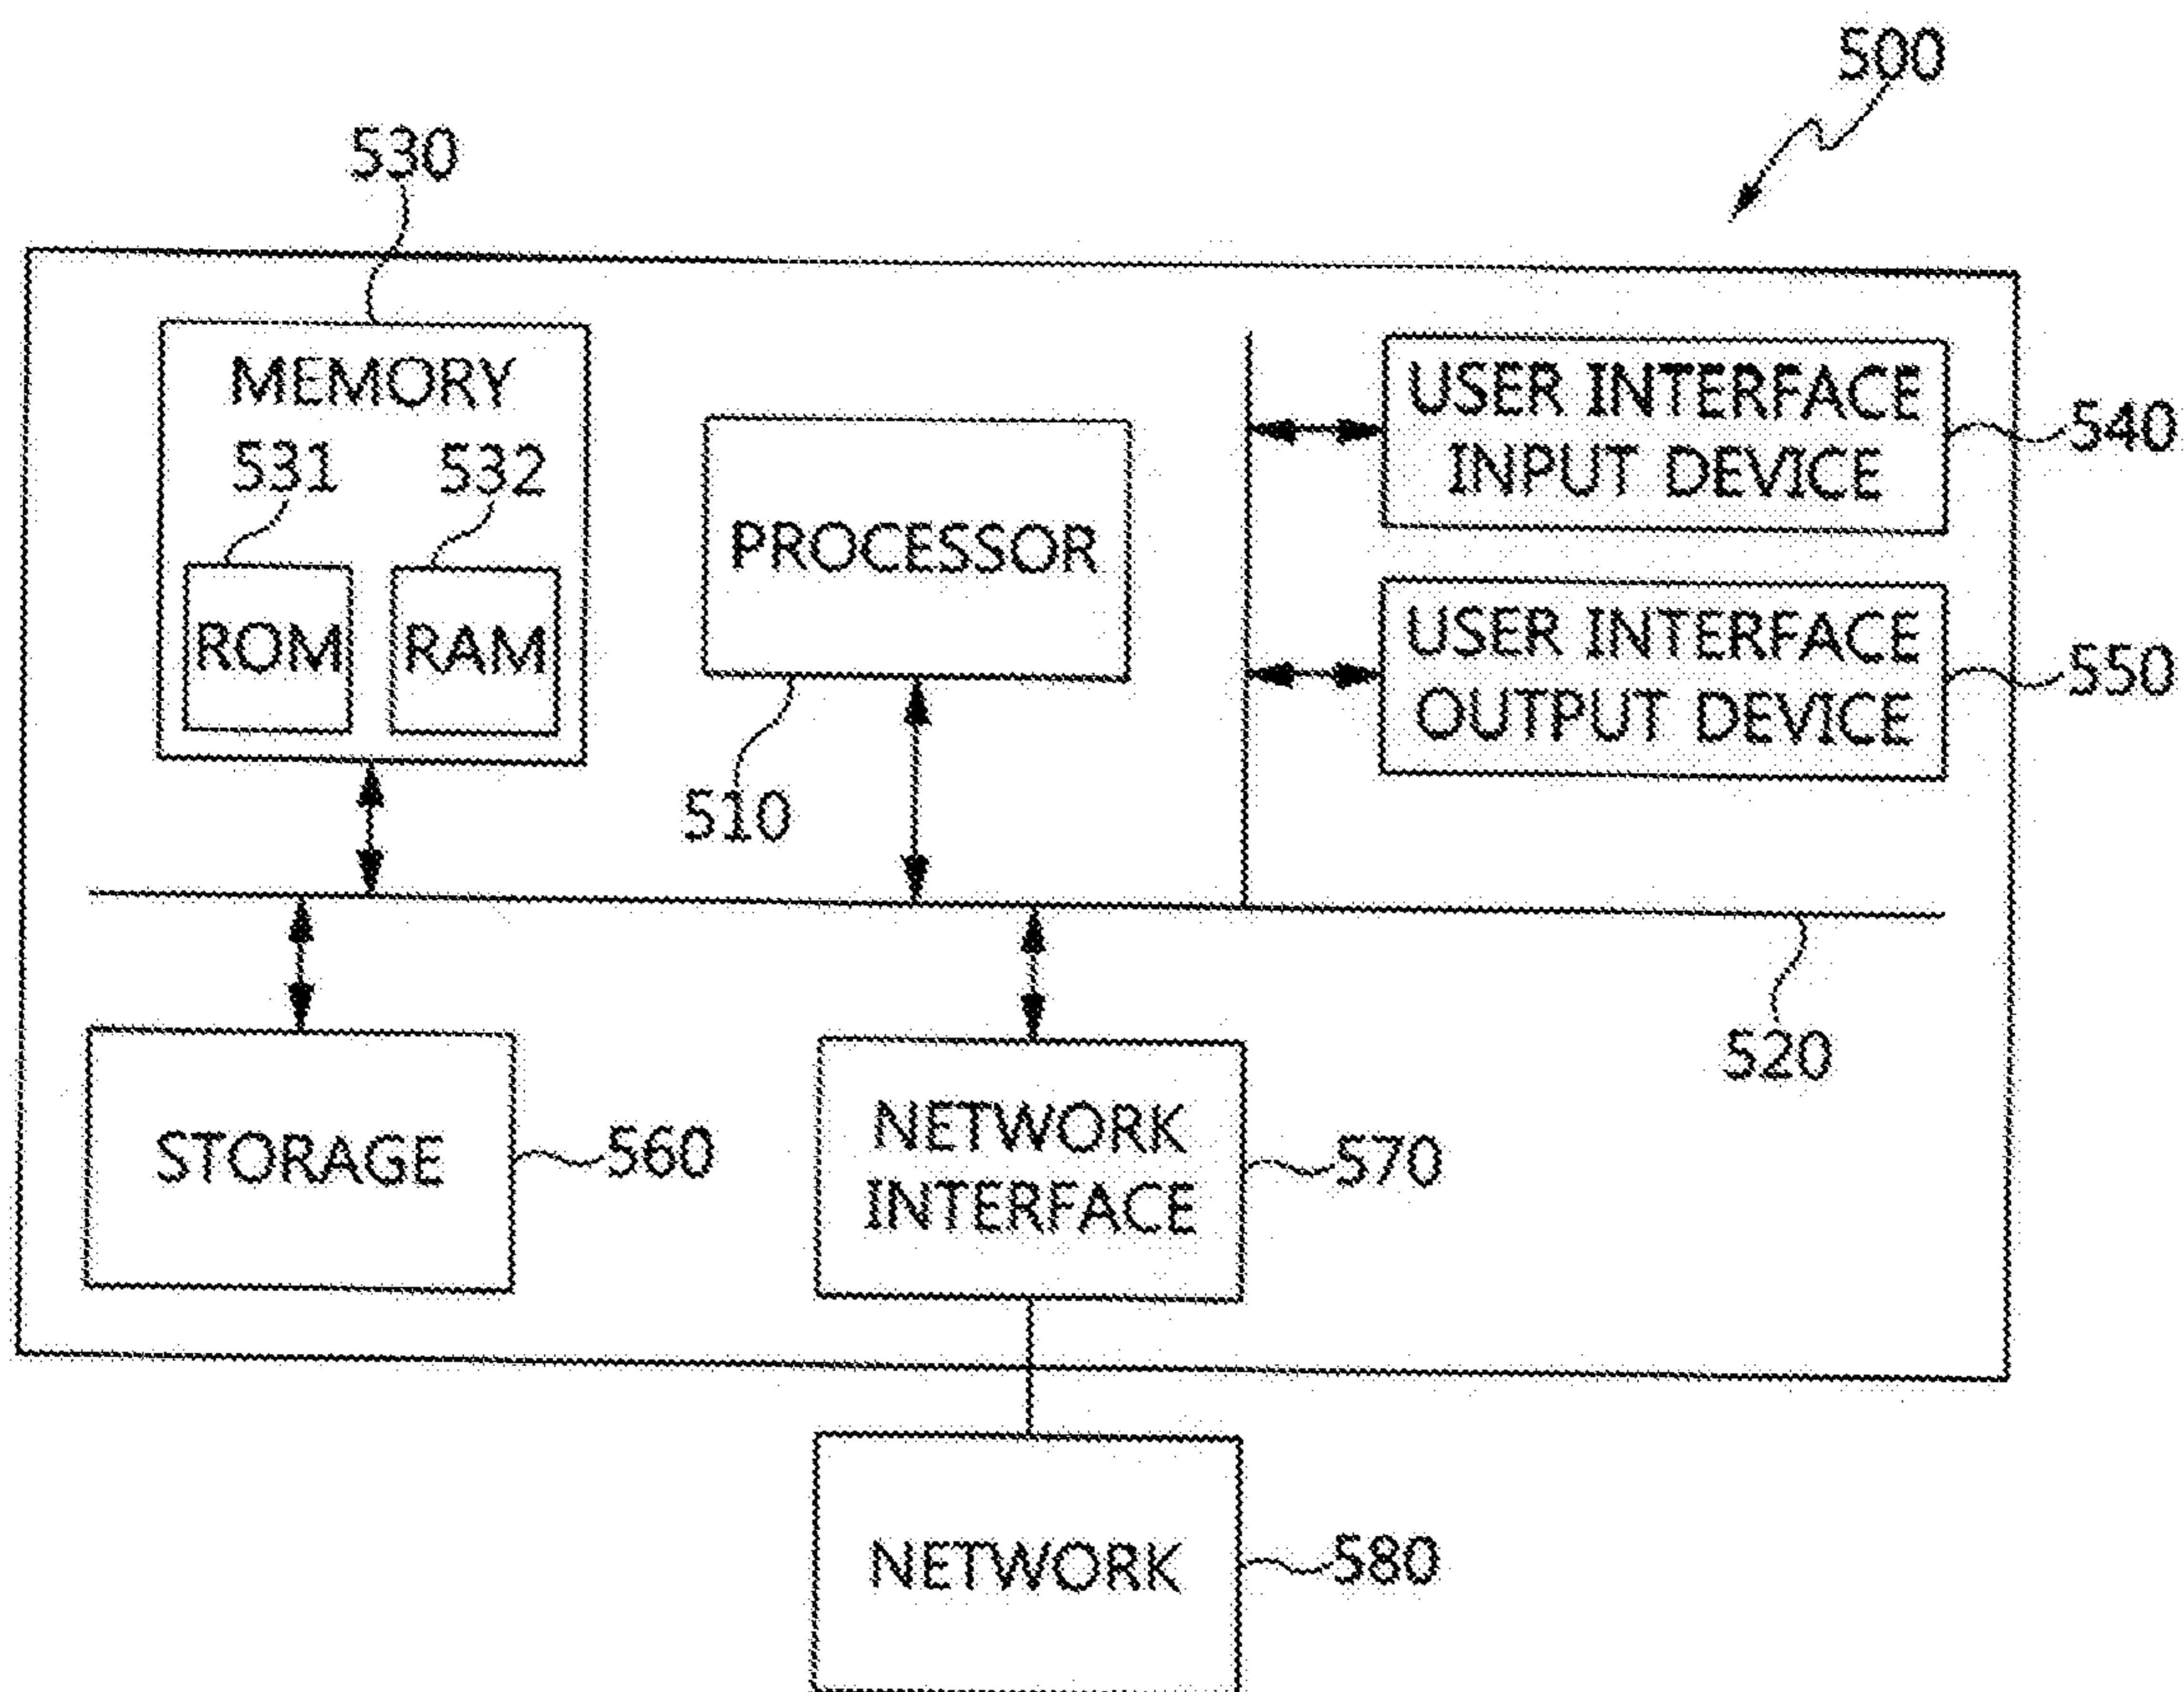 500
530
MEMORY
531
532
ROM
RAM
PROCESSOR
510
USER INTERFACE
INPUT DEVICE
540
USER INTERFACE
OUTPUT DEVICE
550
520
STORAGE
560
NETWORK
INTERFACE
570
NETWORK
580